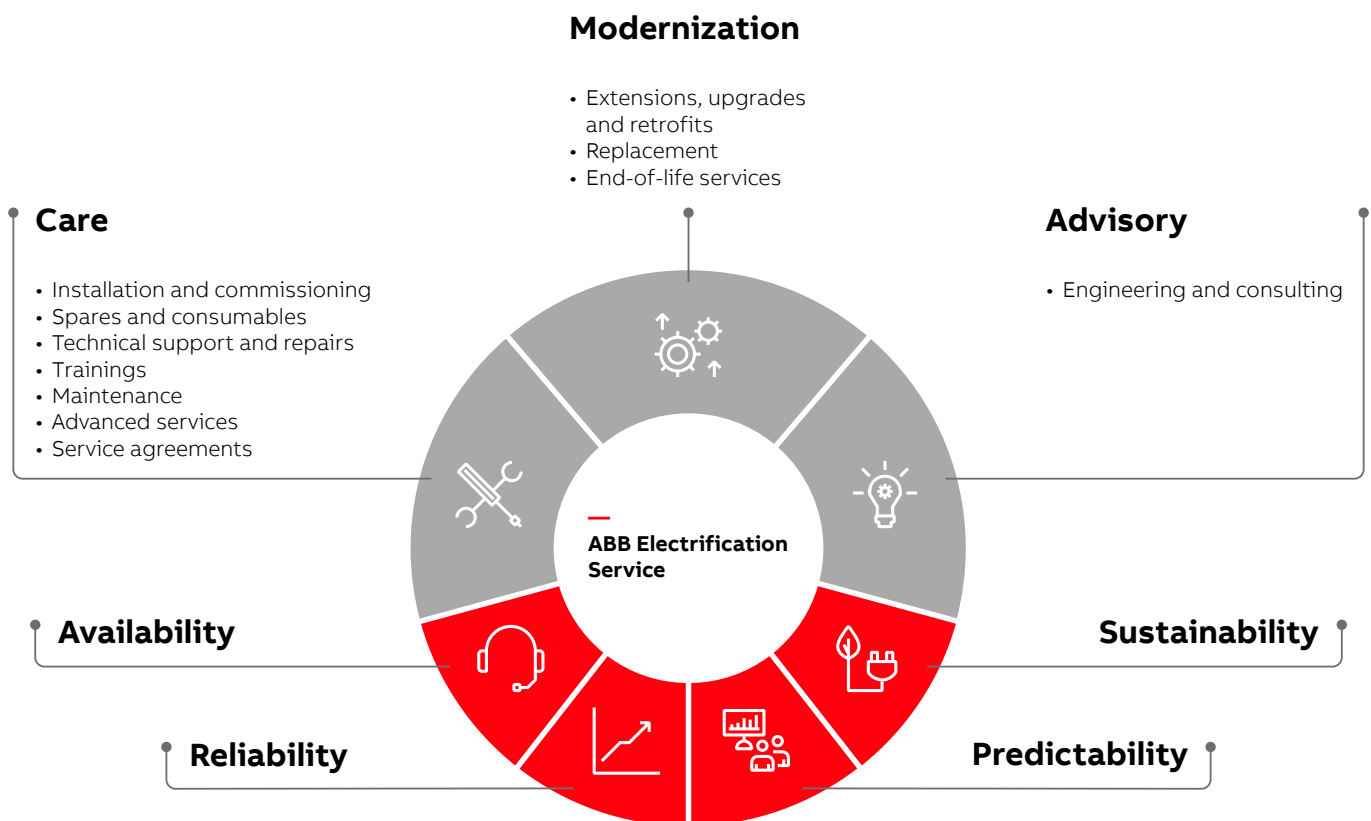 Modernization
• Extensions, upgrades
and retrofits
• Replacement
• End-of-life services
Care
• Installation and commissioning
• Spares and consumables
• Technical support and repairs
• Trainings
• Maintenance
• Advanced services
• Service agreements
Advisory
• Engineering and consulting
ABB Electrification
Service
Availability
Sustainability
Reliability
Predictability